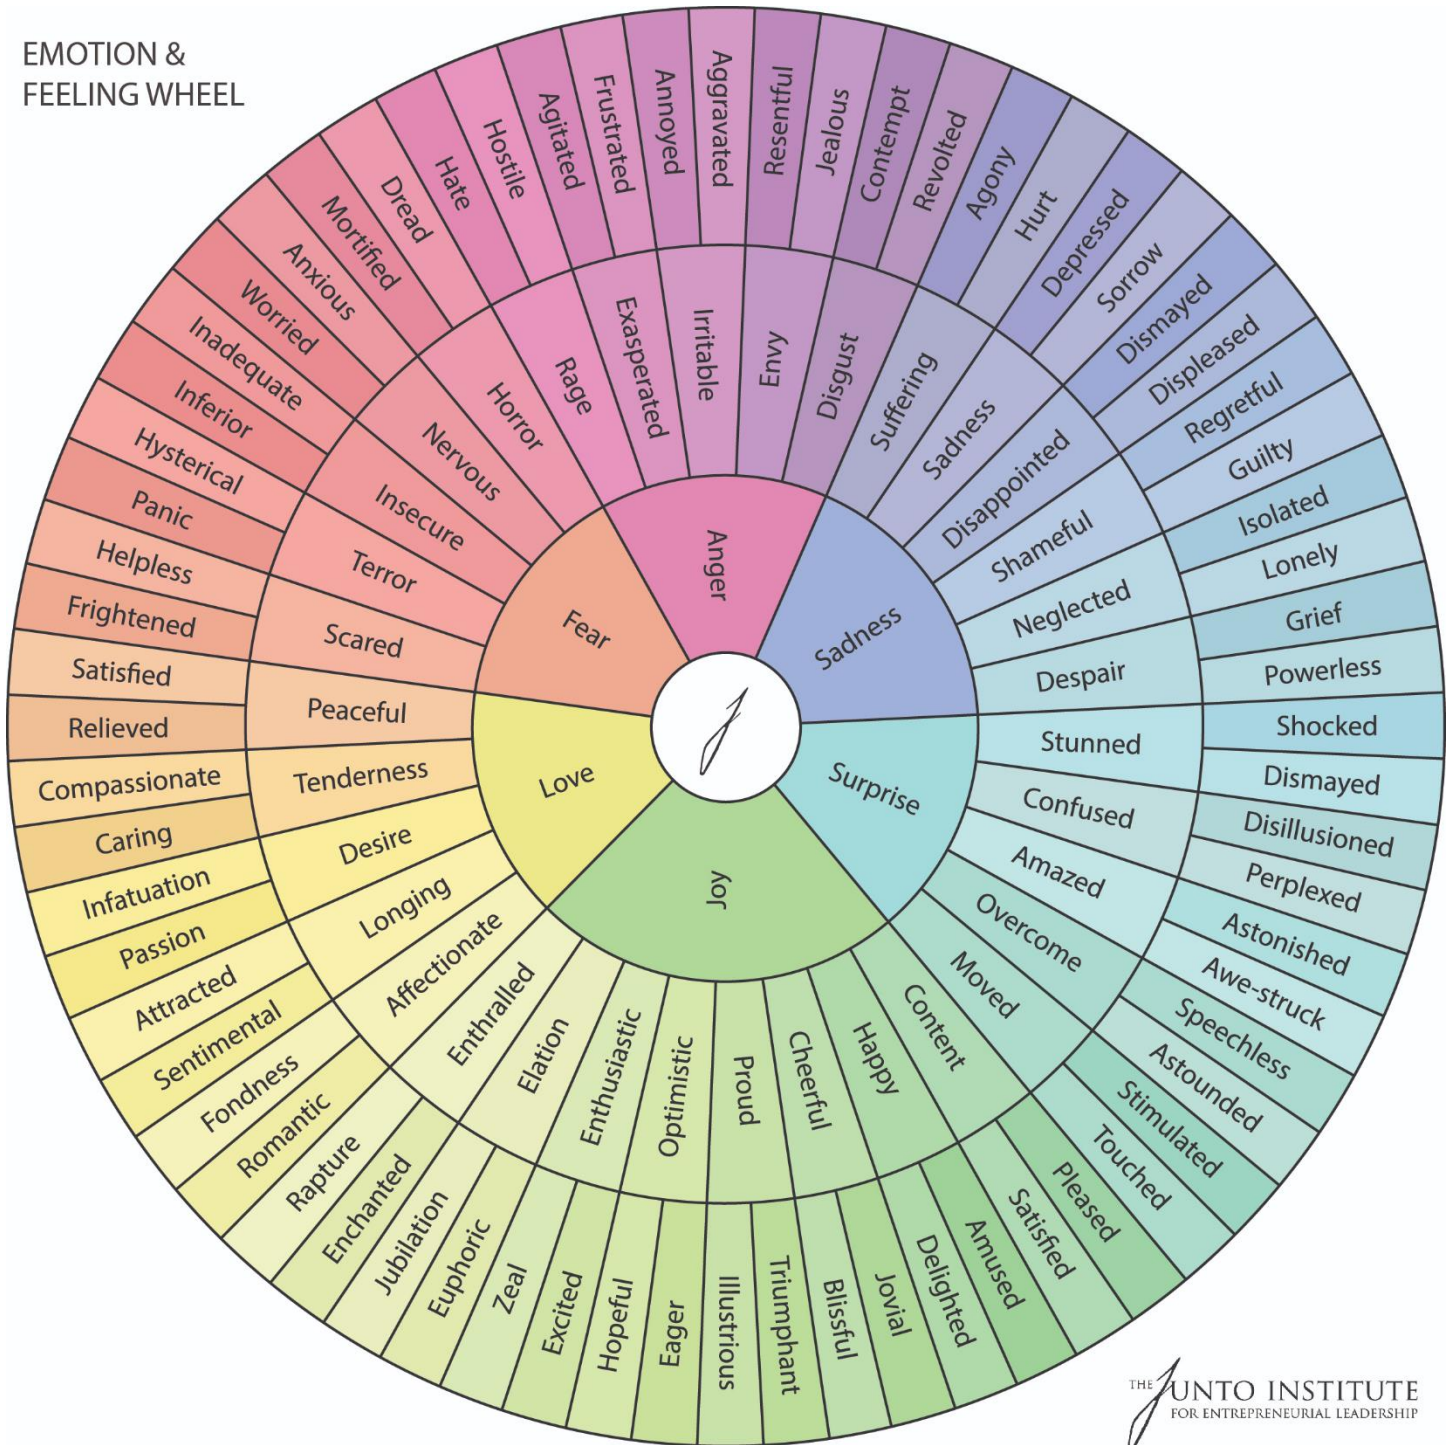 EMOTION &
FEELING WHEEL
Anger
Sadness
Surprise
Joy
Love
Fear
Rage
Exasperated
Irritable
Envy
Disgust
Suffering
Sadness
Disappointed
Shameful
Neglected
Despair
Stunned
Confused
Amazed
Overcome
Moved
Content
Happy
Cheerful
Proud
Optimistic
Enthusiastic
Elation
Enthralled
Affectionate
Longing
Desire
Tenderness
Peaceful
Scared
Terror
Insecure
Nervous
Horror
Hate
Hostile
Agitated
Frustrated
Annoyed
Aggravated
Resentful
Jealous
Contempt
Revolted
Agony
Hurt
Depressed
Sorrow
Dismayed
Displeased
Regretful
Guilty
Isolated
Lonely
Grief
Powerless
Shocked
Dismayed
Disillusioned
Perplexed
Astonished
Awe-struck
Speechless
Astounded
Stimulated
Touched
Pleased
Satisfied
Amused
Delighted
Jovial
Blissful
Triumphant
Illustrious
Eager
Hopeful
Excited
Zeal
Euphoric
Jubilation
Enchanted
Rapture
Romantic
Fondness
Sentimental
Attracted
Passion
Infatuation
Caring
Compassionate
Relieved
Satisfied
Frightened
Helpless
Panic
Hysterical
Inferior
Inadequate
Worried
Anxious
Mortified
Dread
J
THE JUNTO INSTITUTE
FOR ENTREPRENEURIAL LEADERSHIP